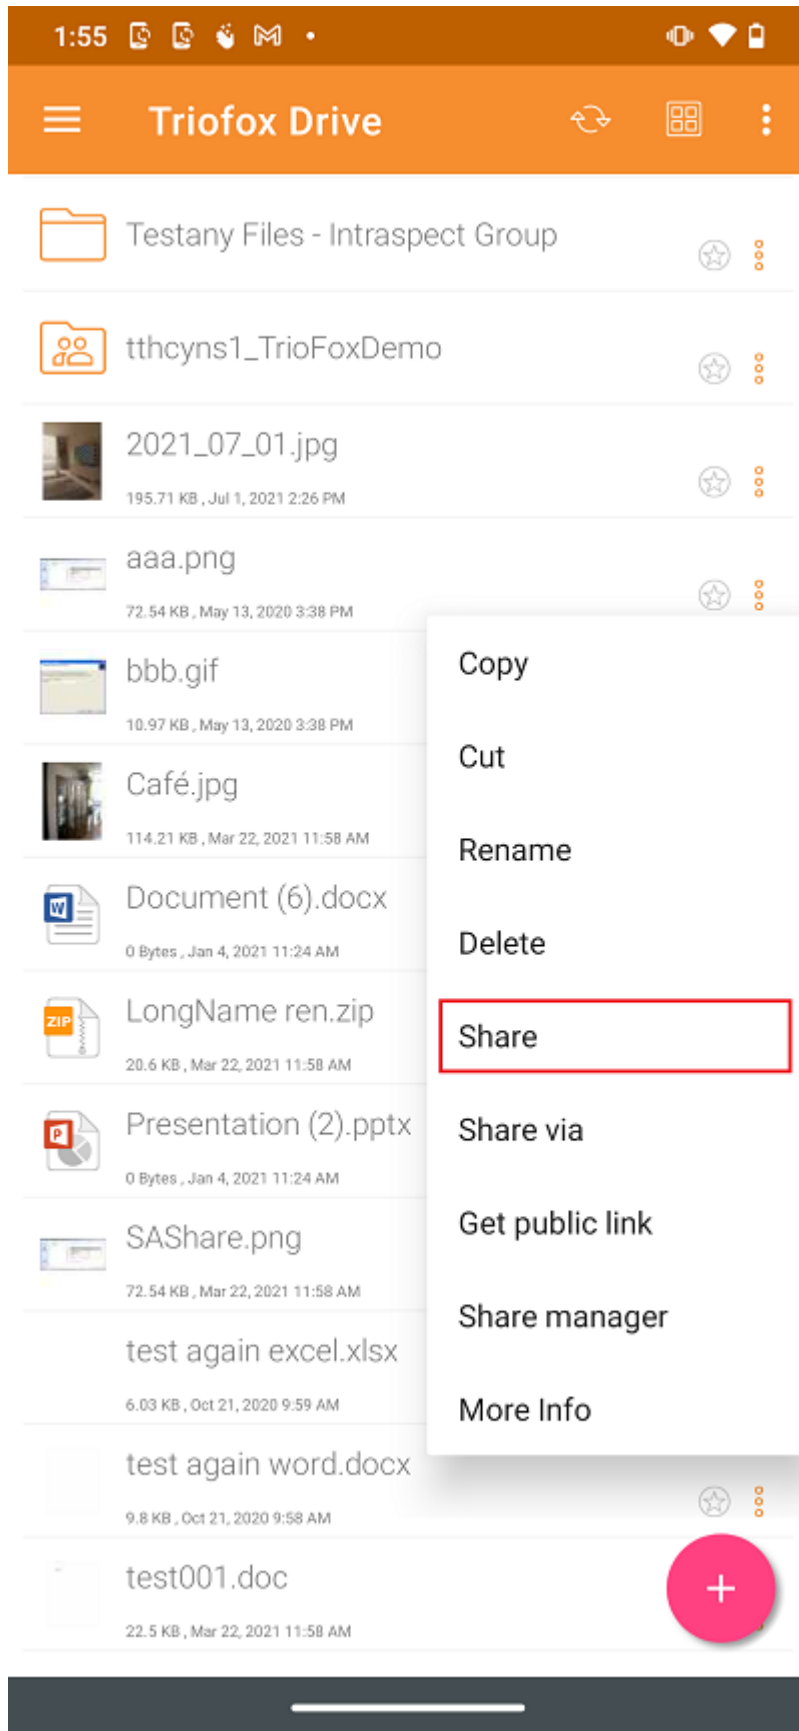 1:55
Triofox Drive
Testany Files - Intraspect Group
tthcyns1_TrioFoxDemo
2021_07_01.jpg
195.71 KB , Jul 1, 2021 2:26 PM
aaa.png
72.54 KB , May 13, 2020 3:38 PM
bbb.gif
10.97 KB , May 13, 2020 3:38 PM
Café.jpg
114.21 KB , Mar 22, 2021 11:58 AM
W
Document (6).docx
0 Bytes , Jan 4, 2021 11:24 AM
ZIP
LongName ren.zip
20.6 KB , Mar 22, 2021 11:58 AM
P
Presentation (2).pptx
0 Bytes , Jan 4, 2021 11:24 AM
SAShare.png
72.54 KB , Mar 22, 2021 11:58 AM
test again excel.xlsx
6.03 KB , Oct 21, 2020 9:59 AM
test again word.docx
9.8 KB , Oct 21, 2020 9:58 AM
test001.doc
22.5 KB , Mar 22, 2021 11:58 AM
Copy
Cut
Rename
Delete
Share
Share via
Get public link
Share manager
More Info